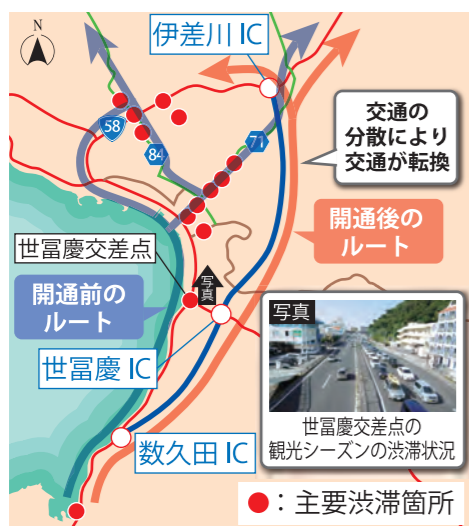 N
伊差川 IC
58
84
71
交通の
分散により
交通が転換
開通後の
ルート
世冨慶交差点
写真
開通前の
ルート
世冨慶 IC
写真
世冨慶交差点の
観光シーズンの渋滞状況
数久田 IC
●：主要渋滞箇所